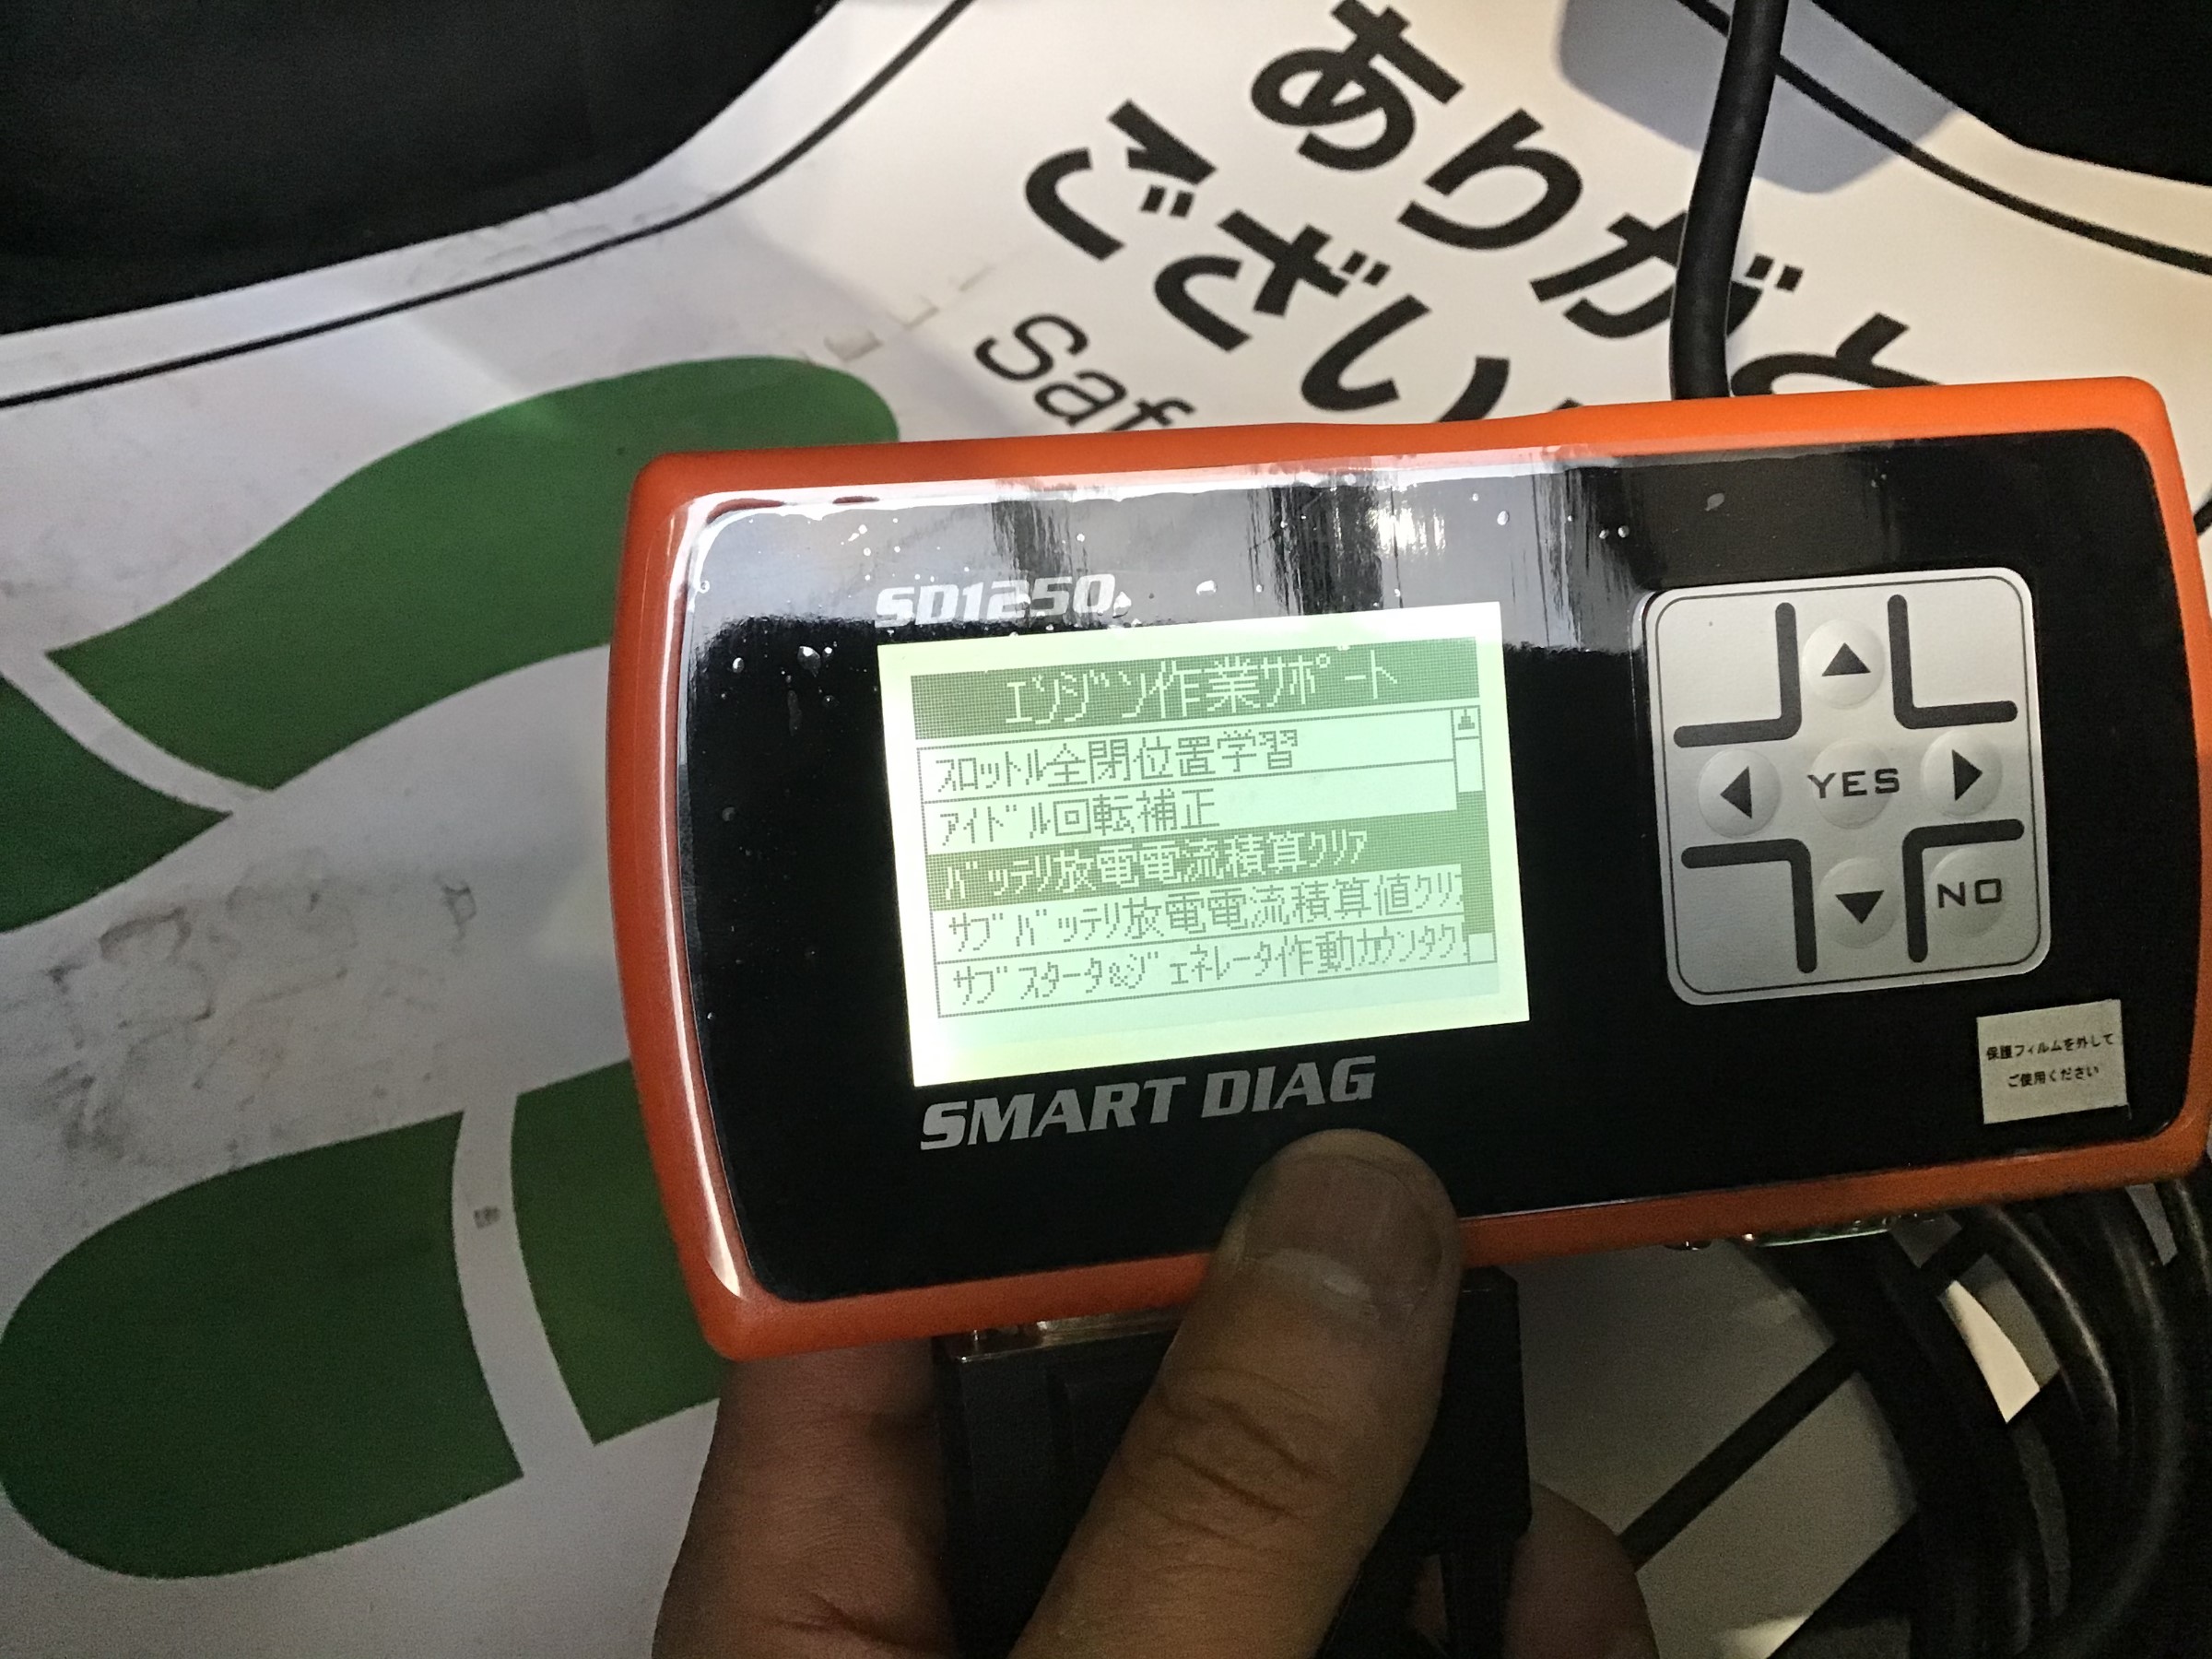 ありがと
ござい
saf
SD1250
エンジン作業サポート
スロットル全閉位置学習
アイドル回転補正
バッテリ放電電流積算クリア
サブバッテリ放電電流積算値クリ
サブスタータ&ジェネレータ作動カウンタク
YES
NO
SMART DIAG
保護フィルムを外して
ご使用ください